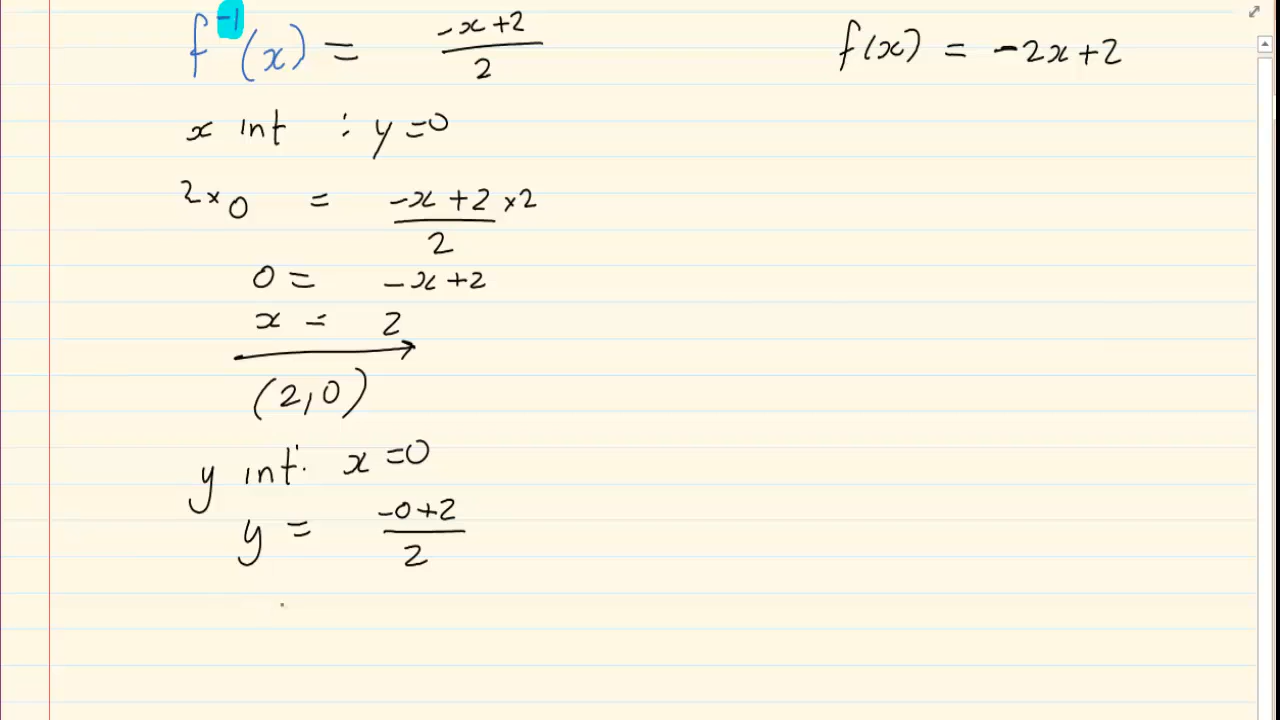 f⁻¹(x) = (-x+2)/2
f(x) = -2x+2
x int : y=0
2×0 = (-x+2)/2 ×2
0 = -x+2
x = 2
(2,0)
y int: x=0
y = (-0+2)/2